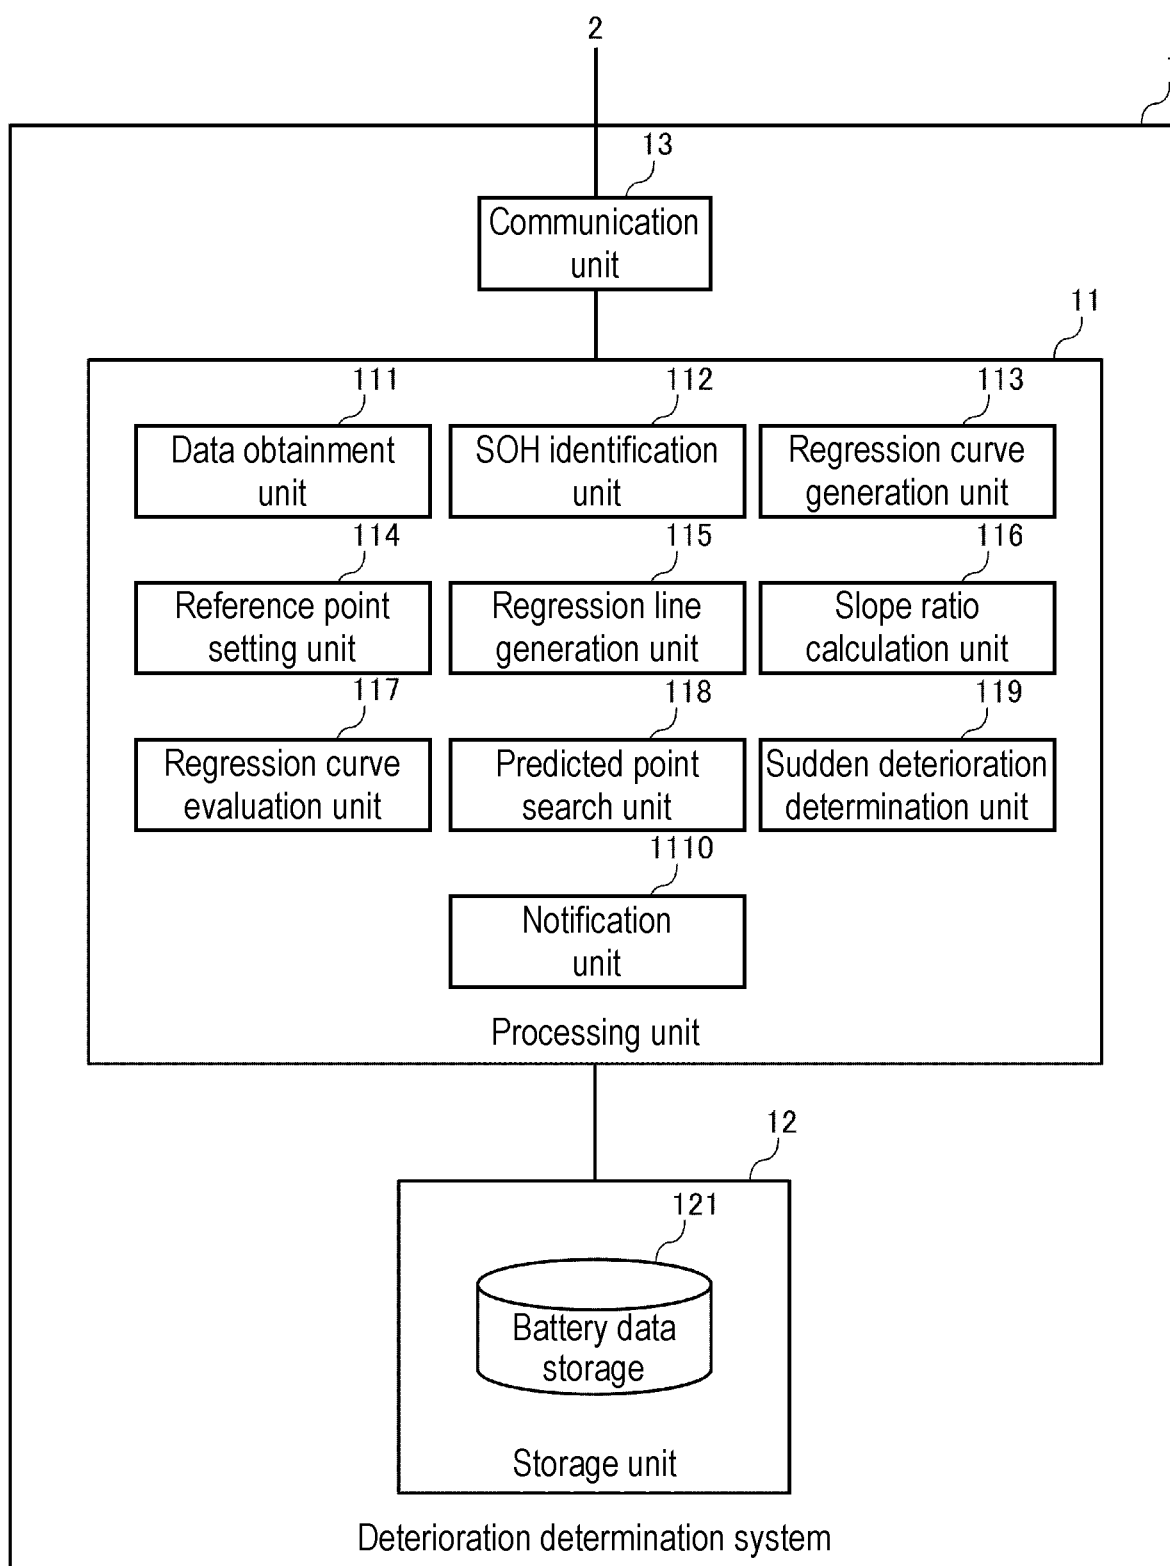 2
13
Communication
unit
11
111
112
113
Data obtainment
unit
SOH identification
unit
Regression curve
generation unit
114
115
116
Reference point
setting unit
Regression line
generation unit
Slope ratio
calculation unit
117
118
119
Regression curve
evaluation unit
Predicted point
search unit
Sudden deterioration
determination unit
1110
Notification
unit
Processing unit
12
121
Battery data
storage
Storage unit
Deterioration determination system